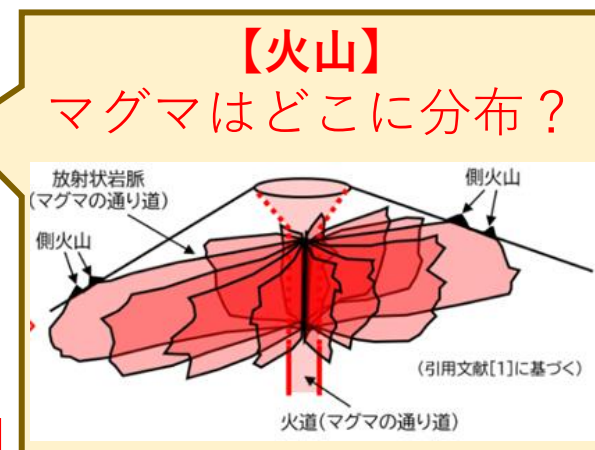 【火山】
マグマはどこに分布？
放射状岩脈
(マグマの通り道)
側火山
側火山
(引用文献[1]に基づく)
火道(マグマの通り道)